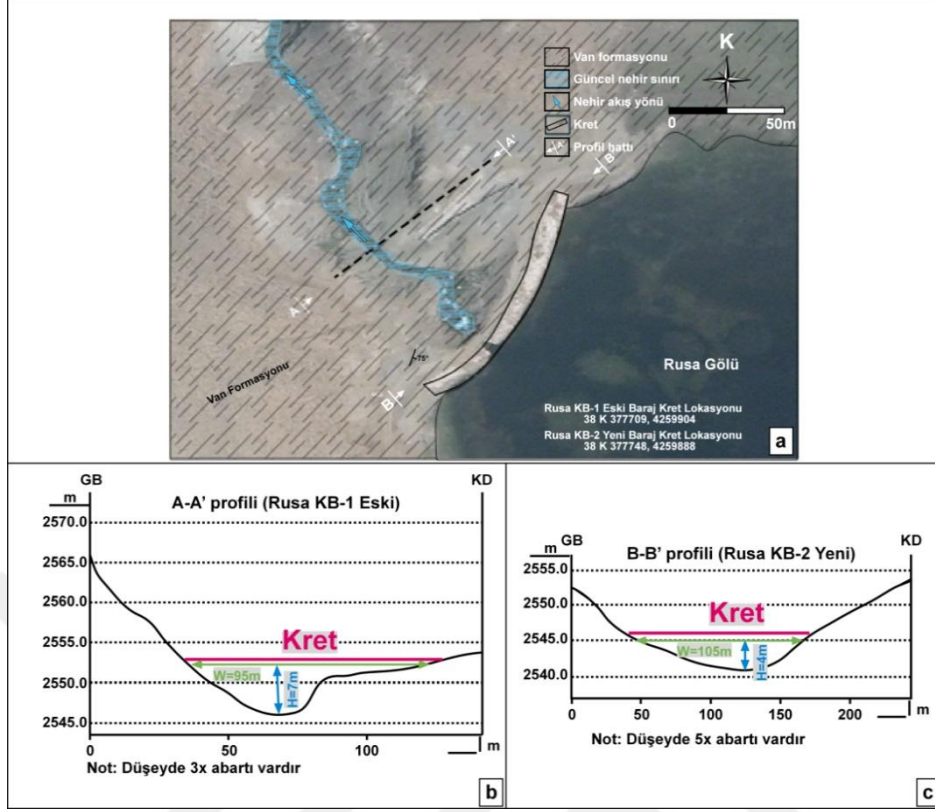 K
Van formasyonu
Güncel nehir sınırı
Nehir akış yönü
Kret
A' Profil hattı
0 50m
A'
B'
A
75°
B
Van Formasyonu
Rusa Gölü
Rusa KB-1 Eski Baraj Kret Lokasyonu
38 K 377709, 4259904
Rusa KB-2 Yeni Baraj Kret Lokasyonu
38 K 377748, 4259888
a
GB KD
m
A-A' profili (Rusa KB-1 Eski)
2570.0
2565.0
2560.0
2555.0
2550.0
2545.0
Kret
W=95m
H=7m
0 50 100 m
Not: Düşeyde 3x abartı vardır
b
GB KD
m
B-B' profili (Rusa KB-2 Yeni)
2555.0
2550.0
2545.0
2540.0
Kret
W=105m
H=4m
0 50 100 150 200 m
Not: Düşeyde 5x abartı vardır
c